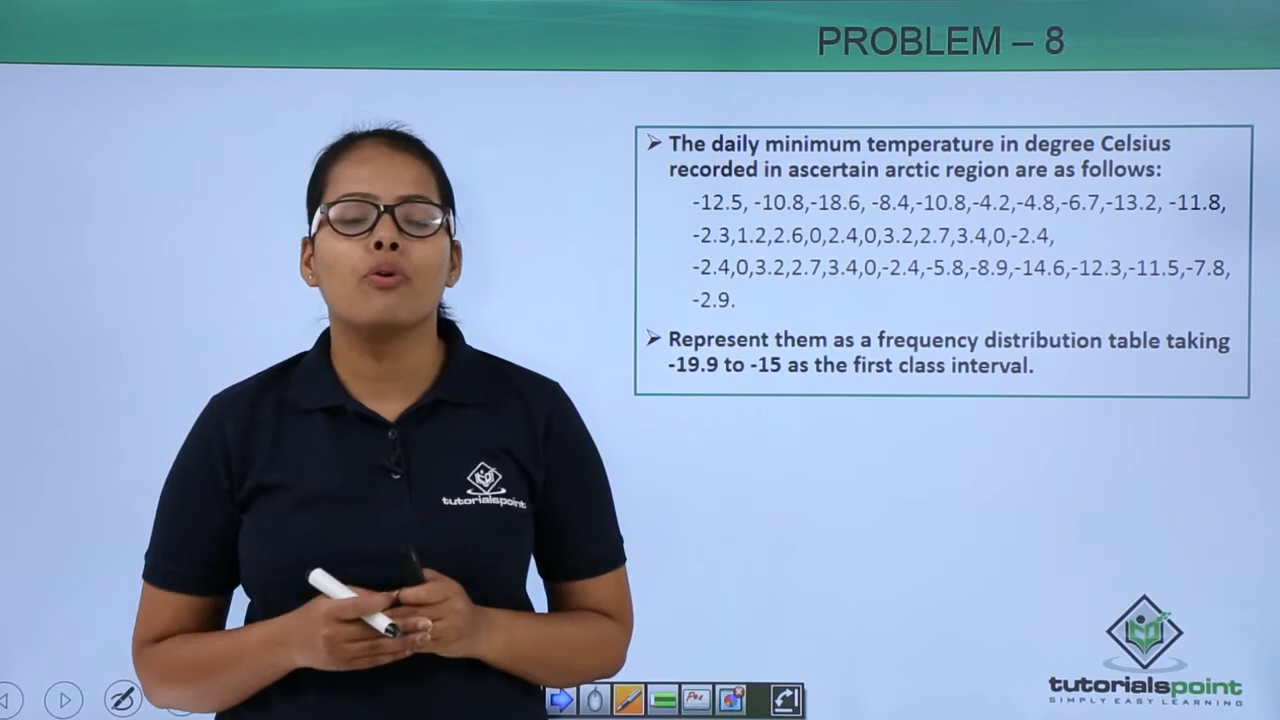 PROBLEM – 8
➢ The daily minimum temperature in degree Celsius
recorded in ascertain arctic region are as follows:
-12.5, -10.8,-18.6, -8.4,-10.8,-4.2,-4.8,-6.7,-13.2, -11.8,
-2.3,1.2,2.6,0,2.4,0,3.2,2.7,3.4,0,-2.4,
-2.4,0,3.2,2.7,3.4,0,-2.4,-5.8,-8.9,-14.6,-12.3,-11.5,-7.8,
-2.9.
➢ Represent them as a frequency distribution table taking
-19.9 to -15 as the first class interval.
tutorialspoint
tutorialspoint
SIMPLY EASY LEARNING